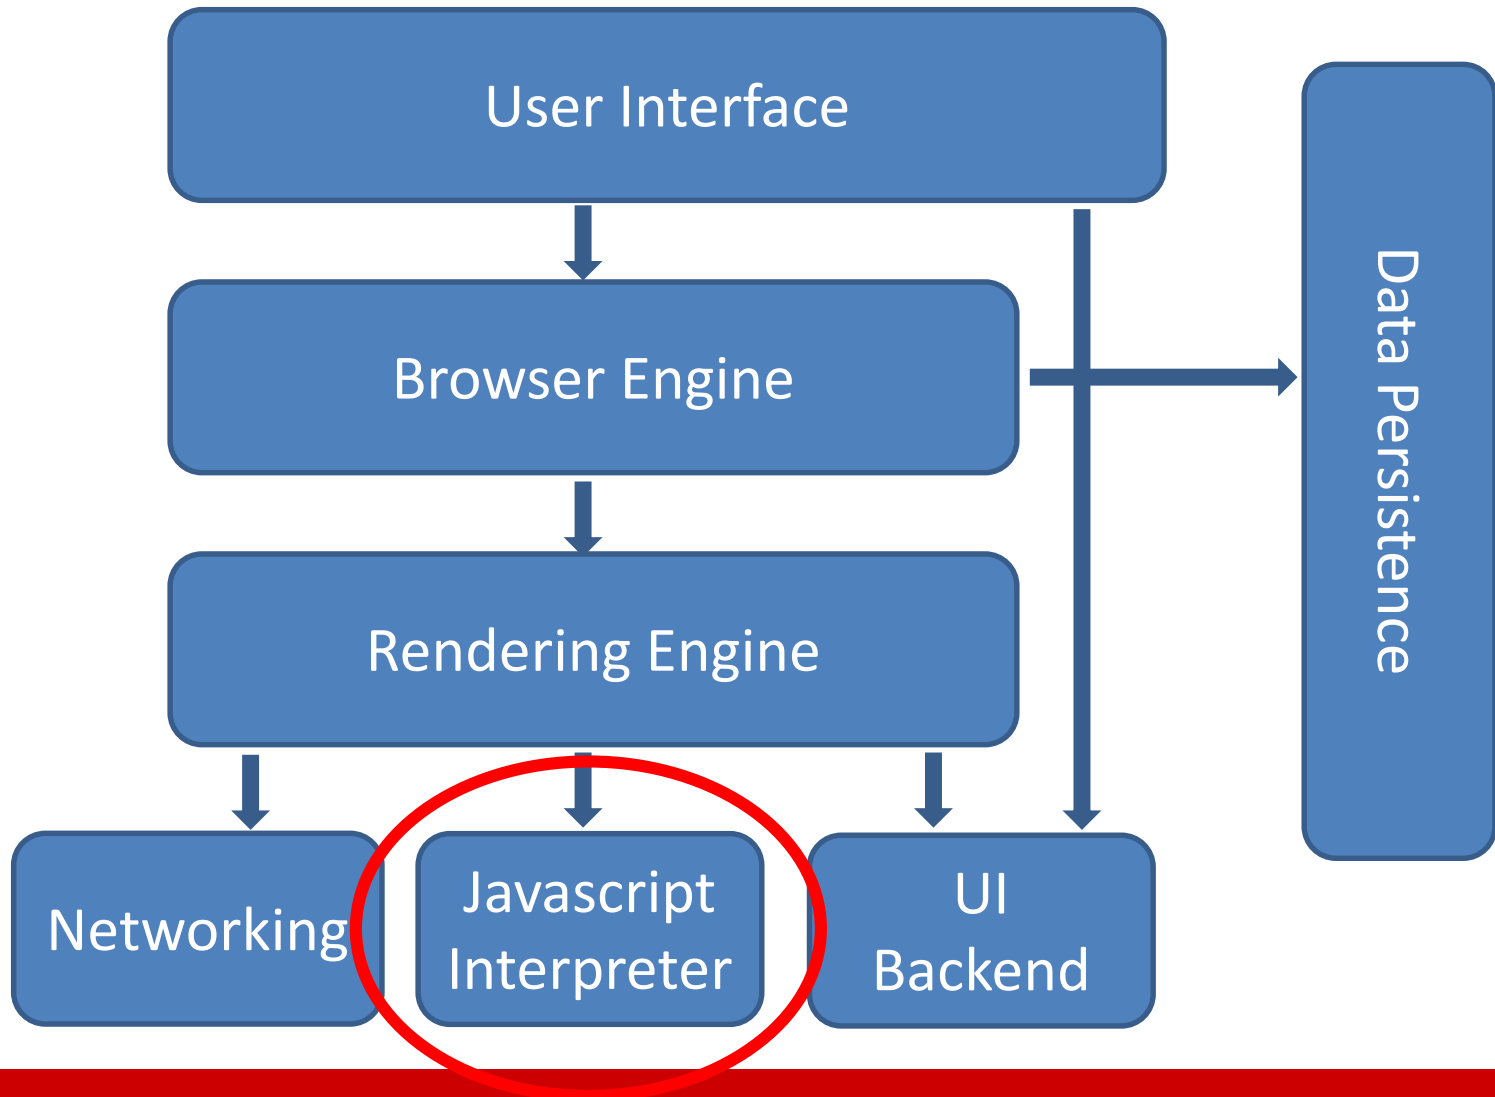 User Interface
Browser Engine
Data Persistence
Rendering Engine
Networking
Javascript
Interpreter
UI
Backend